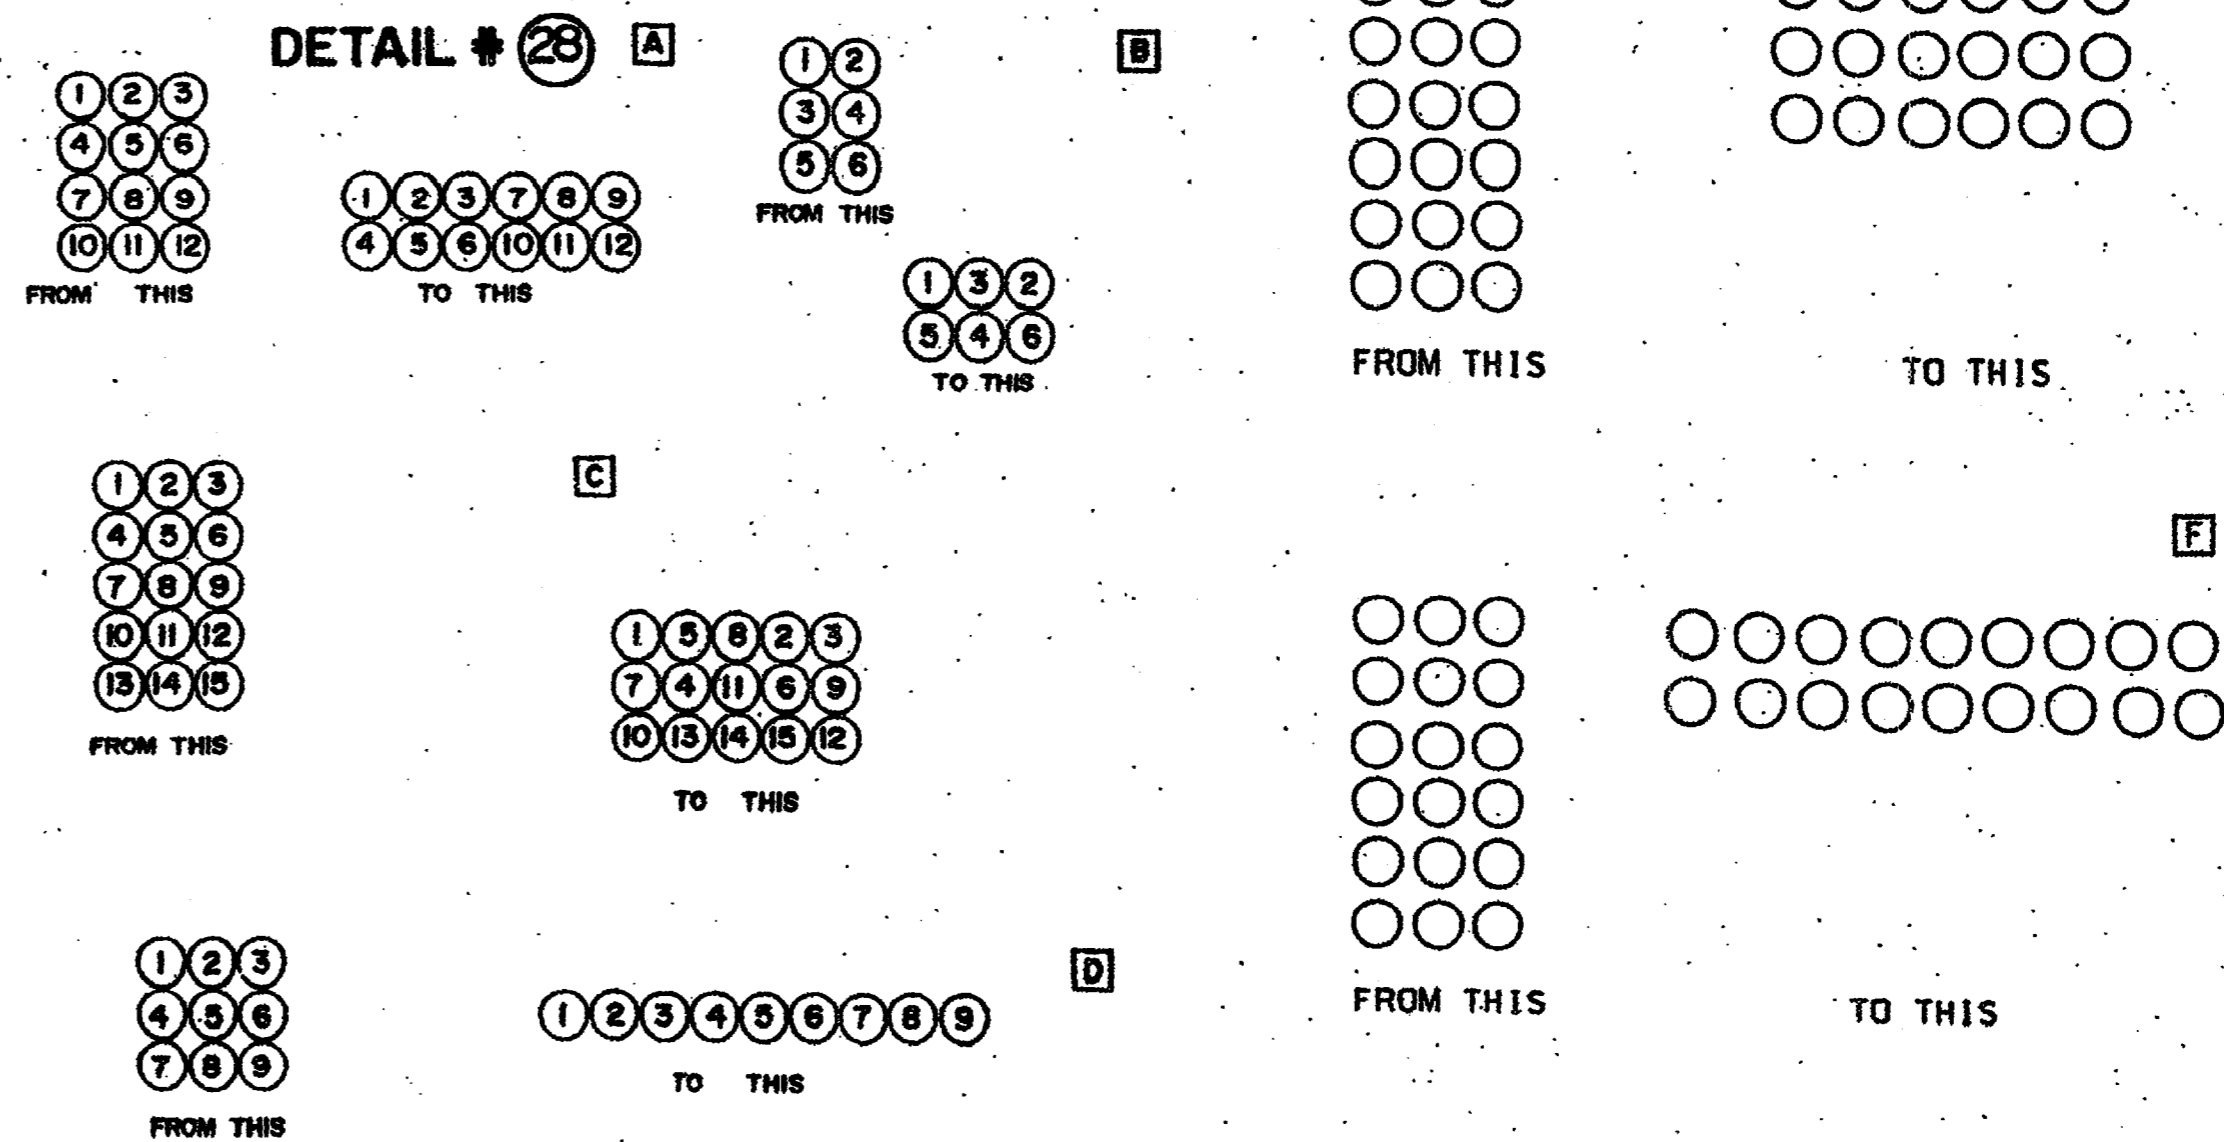 DETAIL # 28 A
1 2 3
4 5 6
7 8 9
10 11 12
FROM THIS
1 2 3 7 8 9
4 5 6 10 11 12
TO THIS
B
1 2
3 4
5 6
FROM THIS
1 3 2
5 4 6
TO THIS
C
1 2 3
4 5 6
7 8 9
10 11 12
13 14 15
FROM THIS
1 5 8 2 3
7 4 11 6 9
10 13 14 15 12
TO THIS
D
1 2 3
4 5 6
7 8 9
FROM THIS
1 2 3 4 5 6 7 8 9
TO THIS
FROM THIS
TO THIS
F
FROM THIS
TO THIS